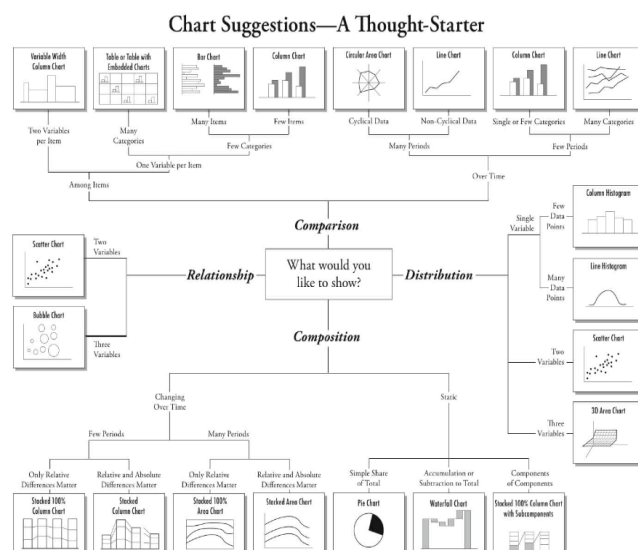 Chart Suggestions—A Thought-Starter
Variable Width
Column Chart
Table or Table with
Embedded Charts
Bar Chart
Column Chart
Circular Area Chart
Line Chart
Column Chart
Line Chart
Two Variables
per Item
Many
Categories
Many Items
Few Items
Cyclical Data
Non-Cyclical Data
Single or Few Categories
Many Categories
Few Categories
Many Periods
Few Periods
One Variable per Item
Among Items
Over Time
Comparison
What would you
like to show?
Relationship
Distribution
Composition
Scatter Chart
Two
Variables
Bubble Chart
Three
Variables
Single
Variable
Few
Data
Points
Column Histogram
Many
Data
Points
Line Histogram
Two
Variables
Scatter Chart
Three
Variables
3D Area Chart
Changing
Over Time
Static
Few Periods
Many Periods
Only Relative
Differences Matter
Relative and Absolute
Differences Matter
Only Relative
Differences Matter
Relative and Absolute
Differences Matter
Simple Share
of Total
Accumulation or
Subtraction to Total
Components
of Components
Stacked 100%
Column Chart
Stacked
Column Chart
Stacked 100%
Area Chart
Stacked Area Chart
Pie Chart
Waterfall Chart
Stacked 100% Column Chart
with Subcomponents